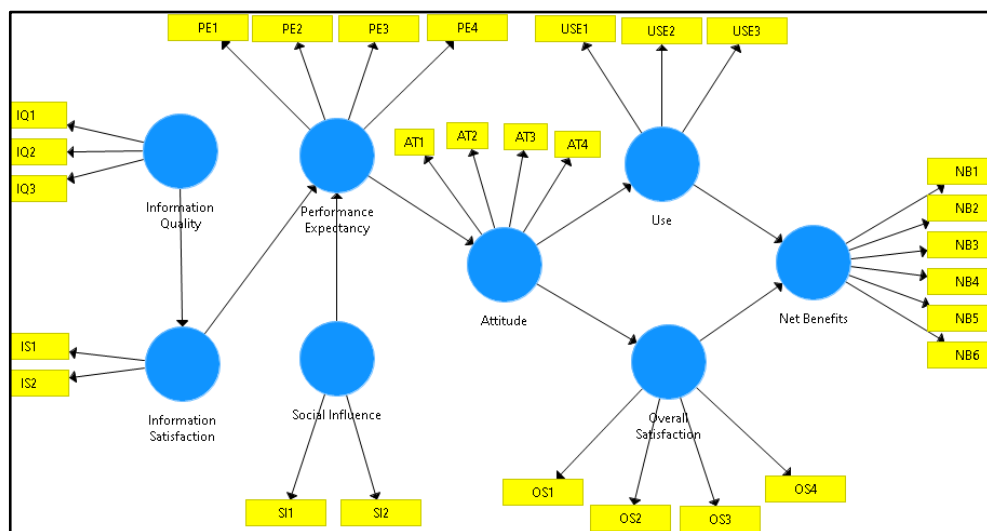 PE1
PE2
PE3
PE4
USE1
USE2
USE3
IQ1
IQ2
IQ3
AT1
AT2
AT3
AT4
Information
Quality
Performance
Expectancy
Use
NB1
NB2
NB3
NB4
NB5
NB6
Attitude
Net Benefits
IS1
IS2
Information
Satisfaction
Social Influence
Overall
Satisfaction
SI1
SI2
OS1
OS2
OS3
OS4